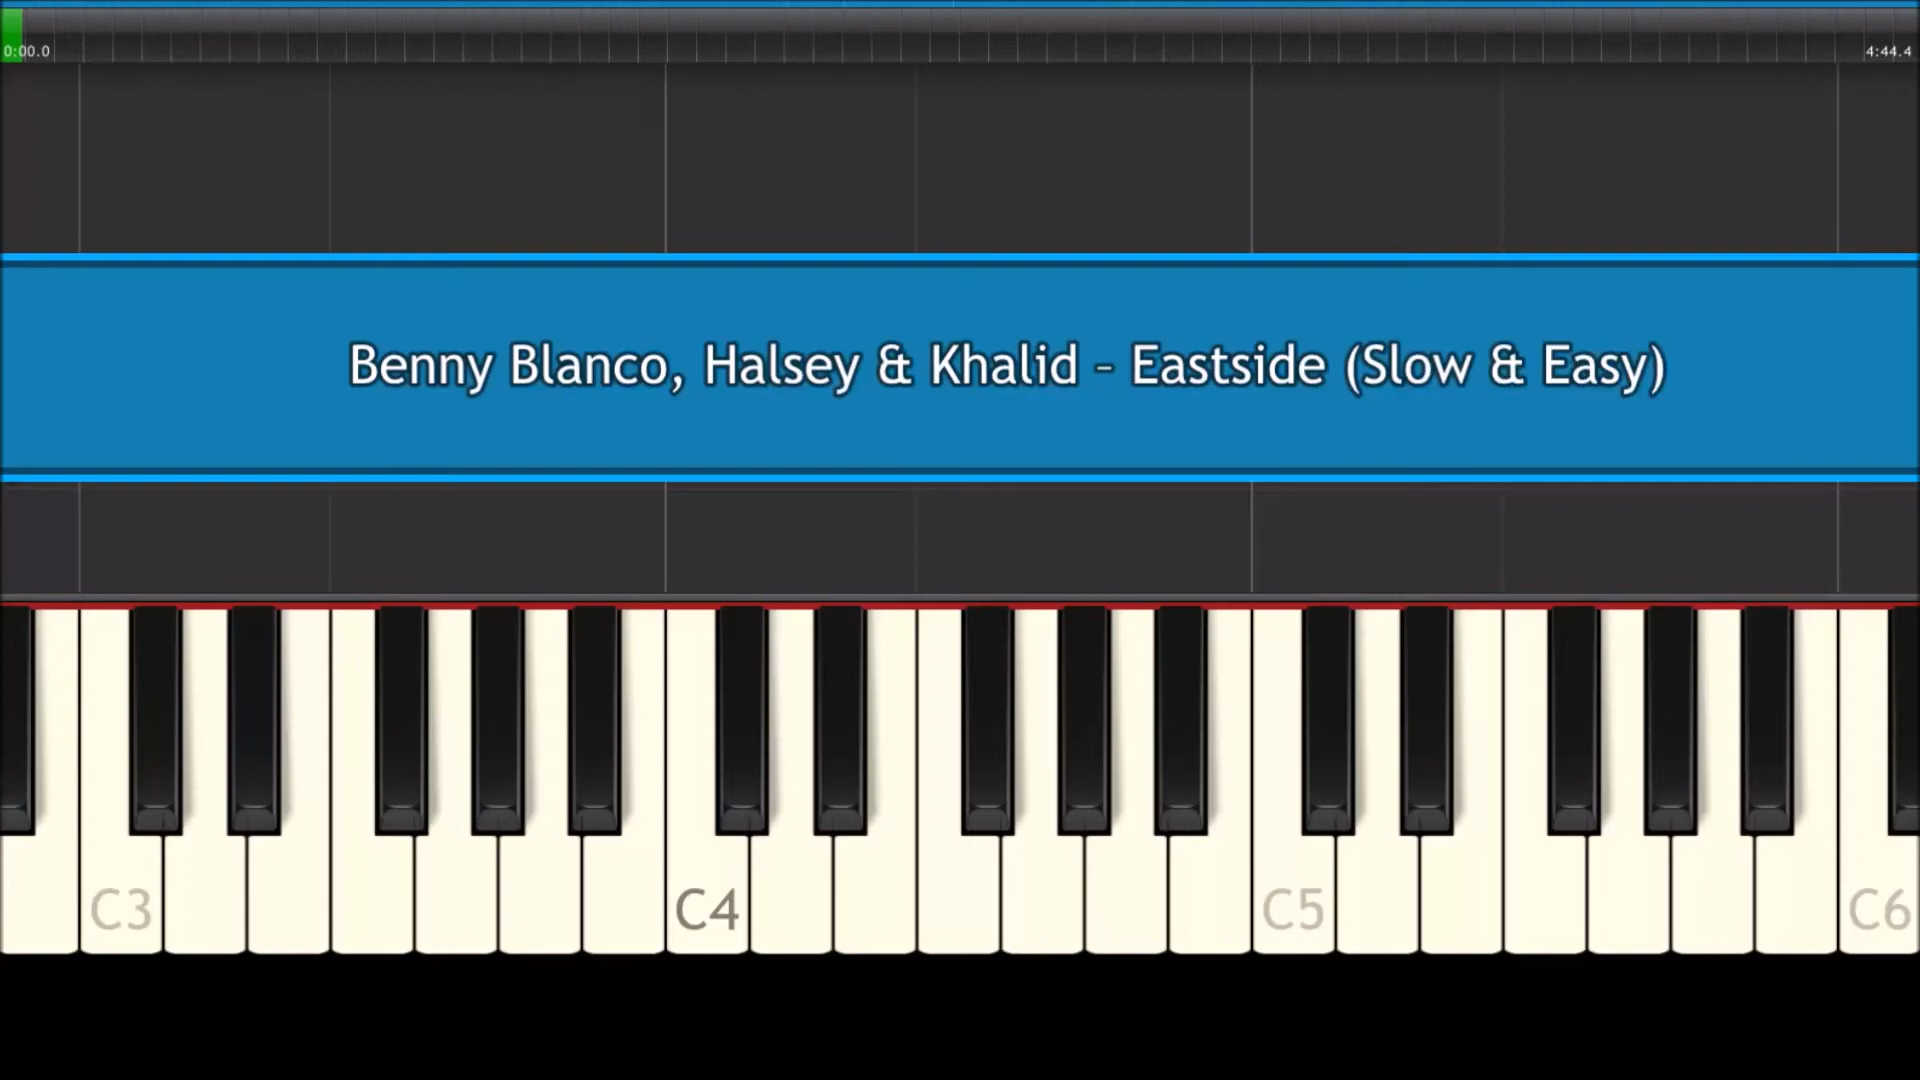 0:00.0
4:44.4
Benny Blanco, Halsey & Khalid - Eastside (Slow & Easy)
C3
C4
C5
C6